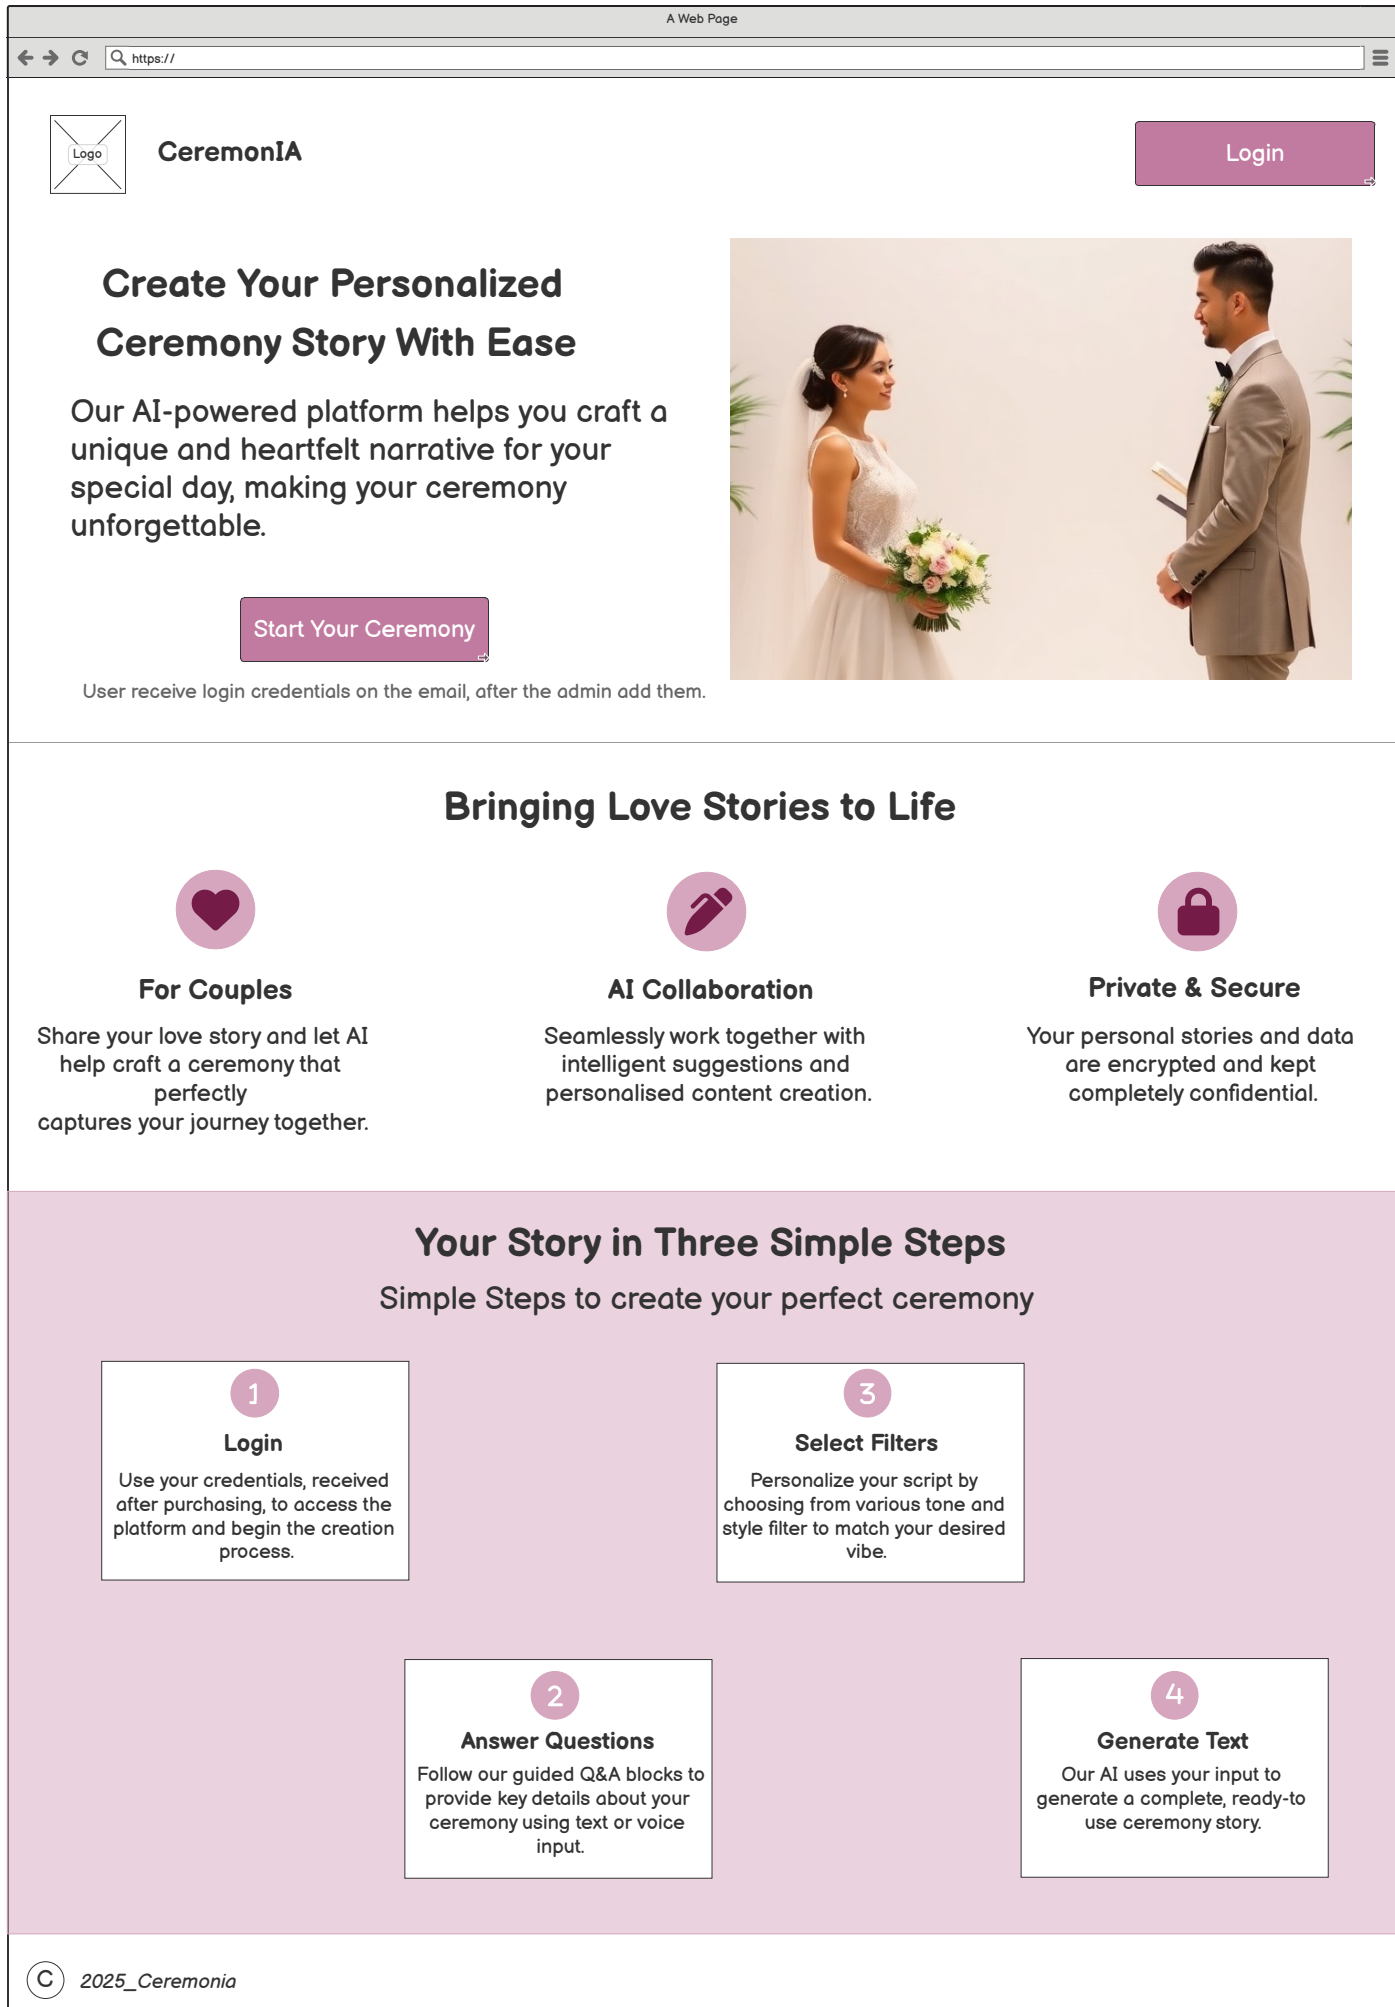 A Web Page
https://
Logo
CeremonIA
Login
Create Your Personalized
Ceremony Story With Ease
Our AI-powered platform helps you craft a
unique and heartfelt narrative for your
special day, making your ceremony
unforgettable.
Start Your Ceremony
User receive login credentials on the email, after the admin add them.
Bringing Love Stories to Life
For Couples
Share your love story and let AI
help craft a ceremony that
perfectly
captures your journey together.
AI Collaboration
Seamlessly work together with
intelligent suggestions and
personalised content creation.
Private & Secure
Your personal stories and data
are encrypted and kept
completely confidential.
Your Story in Three Simple Steps
Simple Steps to create your perfect ceremony
1
Login
Use your credentials, received
after purchasing, to access the
platform and begin the creation
process.
2
Answer Questions
Follow our guided Q&A blocks to
provide key details about your
ceremony using text or voice
input.
3
Select Filters
Personalize your script by
choosing from various tone and
style filter to match your desired
vibe.
4
Generate Text
Our AI uses your input to
generate a complete, ready-to
use ceremony story.
C 2025_Ceremonia